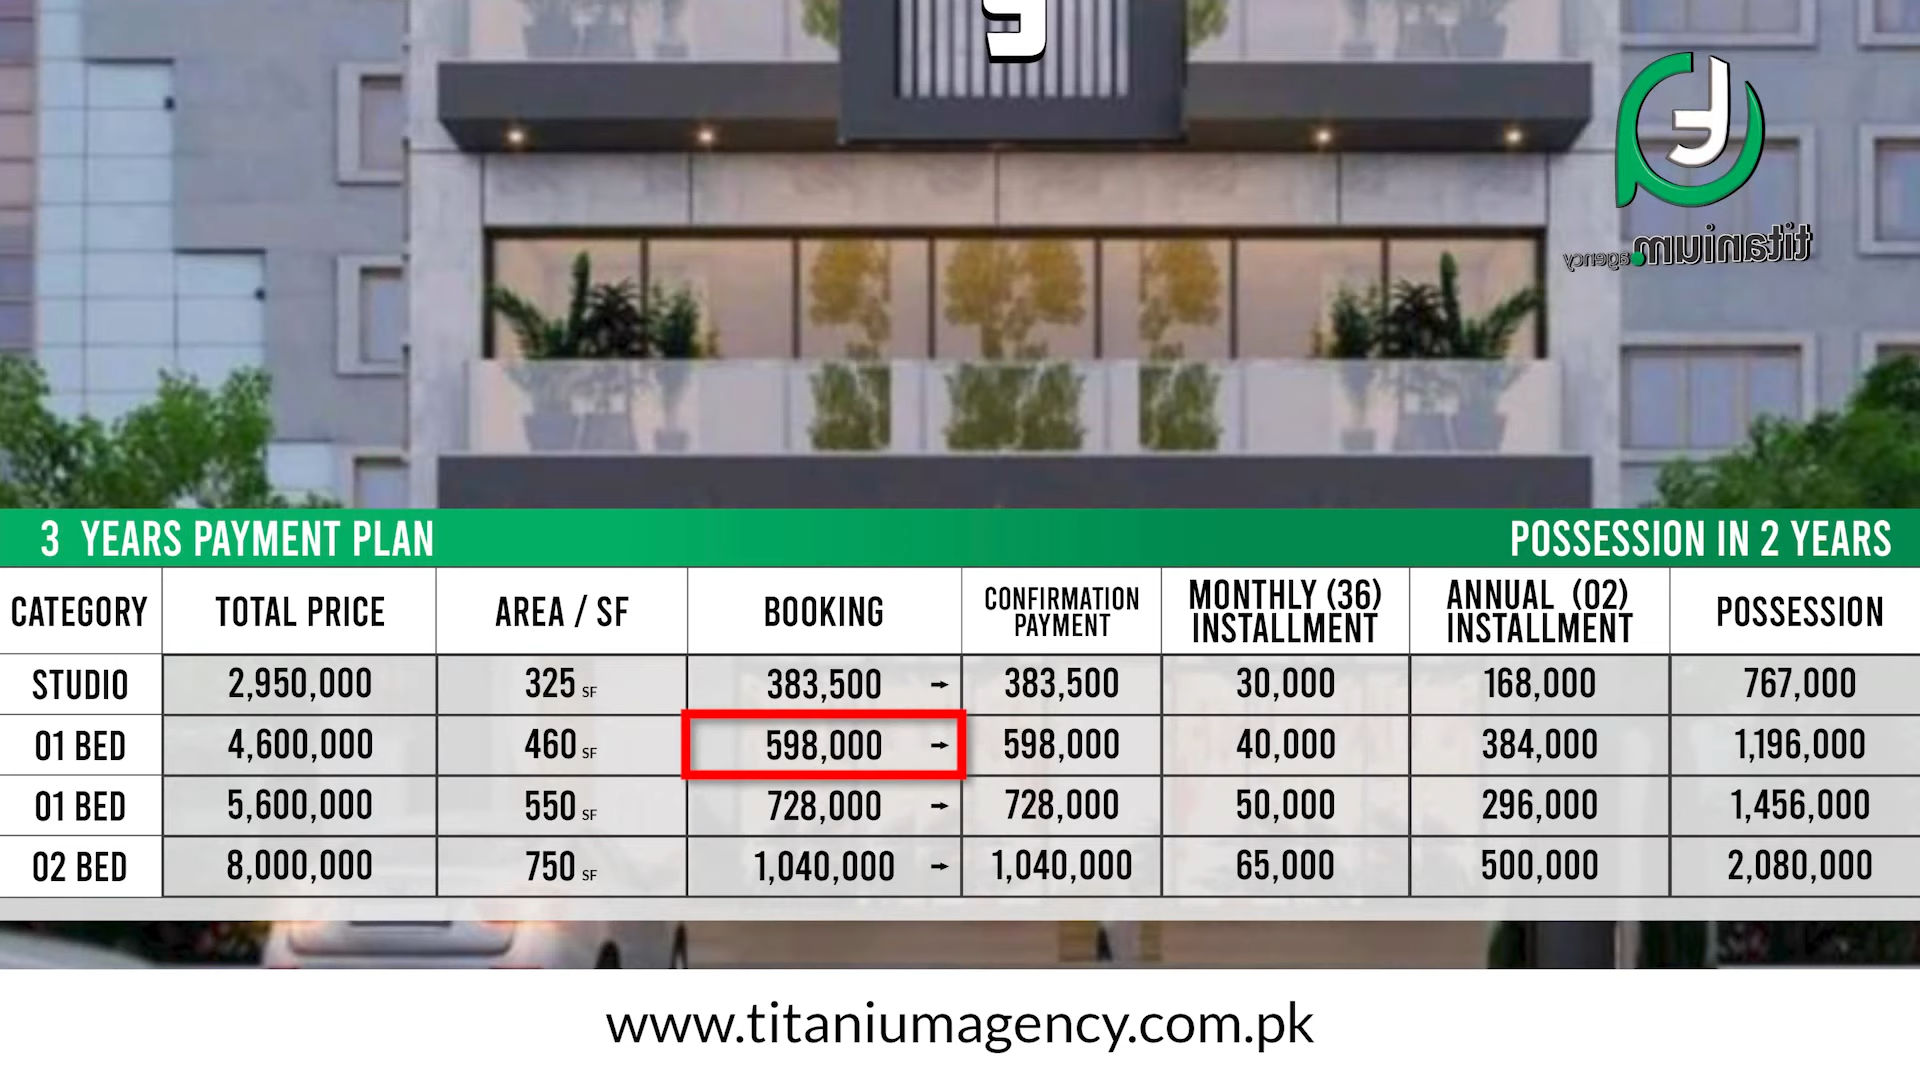 titanium.agency
3 YEARS PAYMENT PLAN POSSESSION IN 2 YEARS
CATEGORY TOTAL PRICE AREA / SF BOOKING CONFIRMATION PAYMENT MONTHLY (36) INSTALLMENT ANNUAL (02) INSTALLMENT POSSESSION
STUDIO 2,950,000 325 SF 383,500 → 383,500 30,000 168,000 767,000
01 BED 4,600,000 460 SF 598,000 → 598,000 40,000 384,000 1,196,000
01 BED 5,600,000 550 SF 728,000 → 728,000 50,000 296,000 1,456,000
02 BED 8,000,000 750 SF 1,040,000 → 1,040,000 65,000 500,000 2,080,000
www.titaniumagency.com.pk